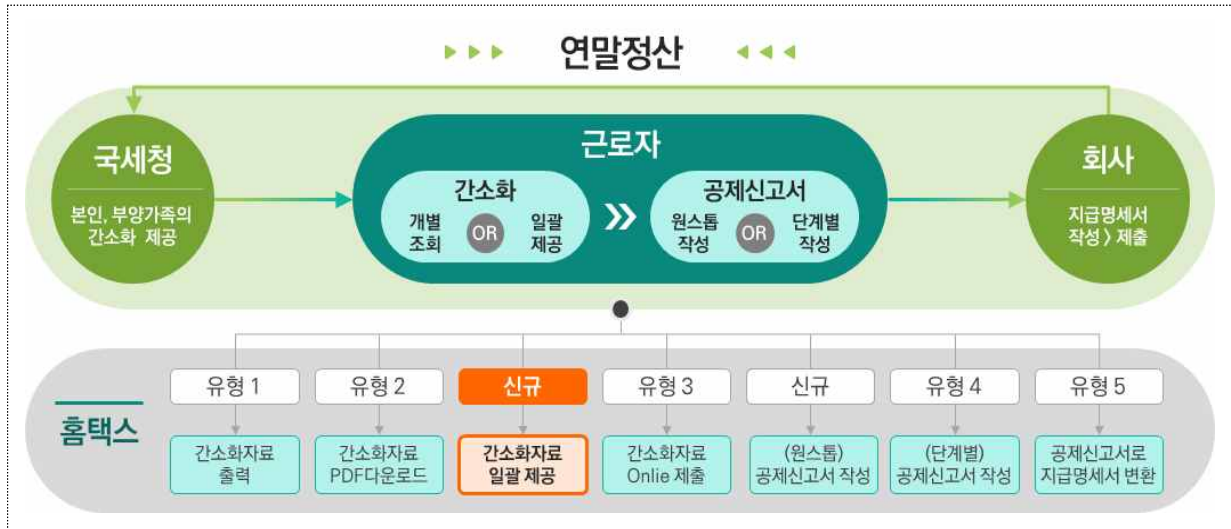 연말정산
국세청
본인, 부양가족의
간소화 제공
근로자
간소화
개별
조회
OR
일괄
제공
공제신고서
원스톱
작성
OR
단계별
작성
회사
지급명세서
작성 > 제출
홈택스
유형 1
유형 2
신규
유형 3
신규
유형 4
유형 5
간소화자료
출력
간소화자료
PDF다운로드
간소화자료
일괄 제공
간소화자료
Onlie 제출
(원스톱)
공제신고서 작성
(단계별)
공제신고서 작성
공제신고서로
지급명세서 변환